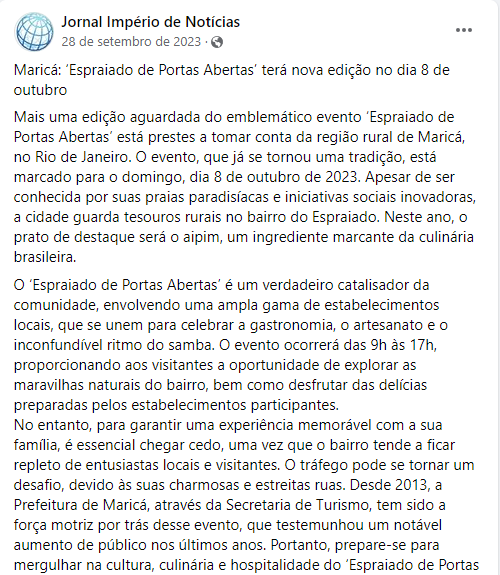 Jornal Império de Notícias
28 de setembro de 2023 ·
Maricá: ‘Espraiado de Portas Abertas’ terá nova edição no dia 8 de
outubro
Mais uma edição aguardada do emblemático evento ‘Espraiado de
Portas Abertas’ está prestes a tomar conta da região rural de Maricá,
no Rio de Janeiro. O evento, que já se tornou uma tradição, está
marcado para o domingo, dia 8 de outubro de 2023. Apesar de ser
conhecida por suas praias paradisíacas e iniciativas sociais inovadoras,
a cidade guarda tesouros rurais no bairro do Espraiado. Neste ano, o
prato de destaque será o aipim, um ingrediente marcante da culinária
brasileira.
O ‘Espraiado de Portas Abertas’ é um verdadeiro catalisador da
comunidade, envolvendo uma ampla gama de estabelecimentos
locais, que se unem para celebrar a gastronomia, o artesanato e o
inconfundível ritmo do samba. O evento ocorrerá das 9h às 17h,
proporcionando aos visitantes a oportunidade de explorar as
maravilhas naturais do bairro, bem como desfrutar das delícias
preparadas pelos estabelecimentos participantes.
No entanto, para garantir uma experiência memorável com a sua
família, é essencial chegar cedo, uma vez que o bairro tende a ficar
repleto de entusiastas locais e visitantes. O tráfego pode se tornar um
desafio, devido às suas charmosas e estreitas ruas. Desde 2013, a
Prefeitura de Maricá, através da Secretaria de Turismo, tem sido a
força motriz por trás desse evento, que testemunhou um notável
aumento de público nos últimos anos. Portanto, prepare-se para
mergulhar na cultura, culinária e hospitalidade do ‘Espraiado de Portas